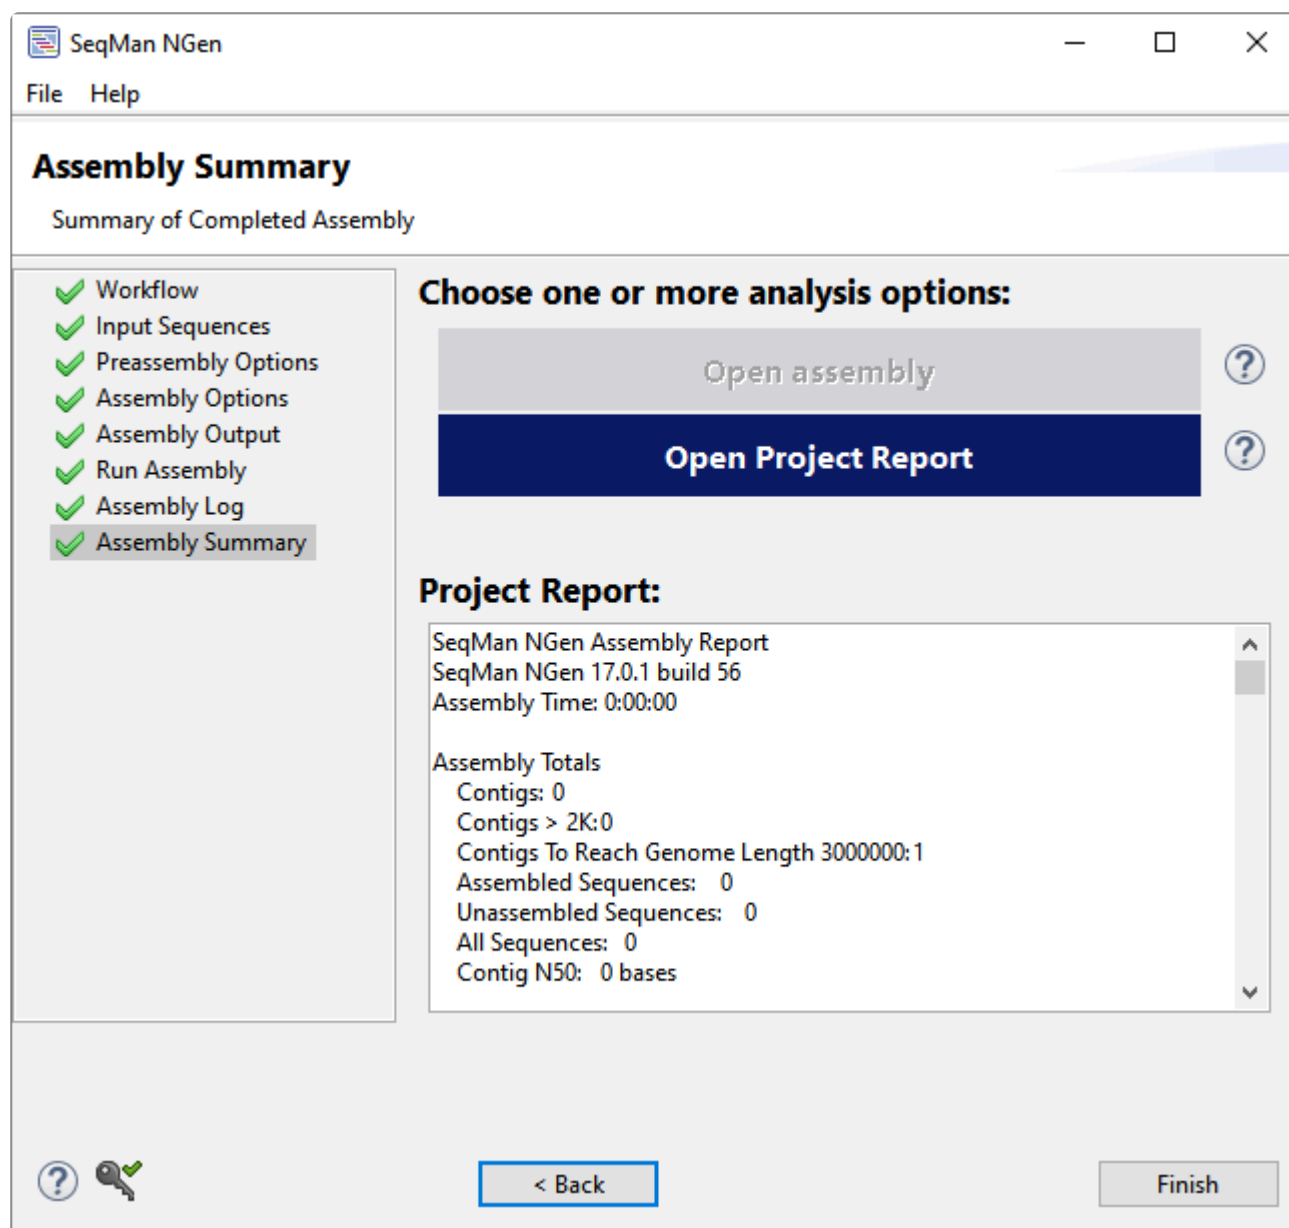 SeqMan NGen
File Help
Assembly Summary
Summary of Completed Assembly
Workflow
Input Sequences
Preassembly Options
Assembly Options
Assembly Output
Run Assembly
Assembly Log
Assembly Summary
Choose one or more analysis options:
Open assembly
?
Open Project Report
?
Project Report:
SeqMan NGen Assembly Report
SeqMan NGen 17.0.1 build 56
Assembly Time: 0:00:00
Assembly Totals
Contigs: 0
Contigs > 2K:0
Contigs To Reach Genome Length 3000000:1
Assembled Sequences: 0
Unassembled Sequences: 0
All Sequences: 0
Contig N50: 0 bases
?
< Back
Finish